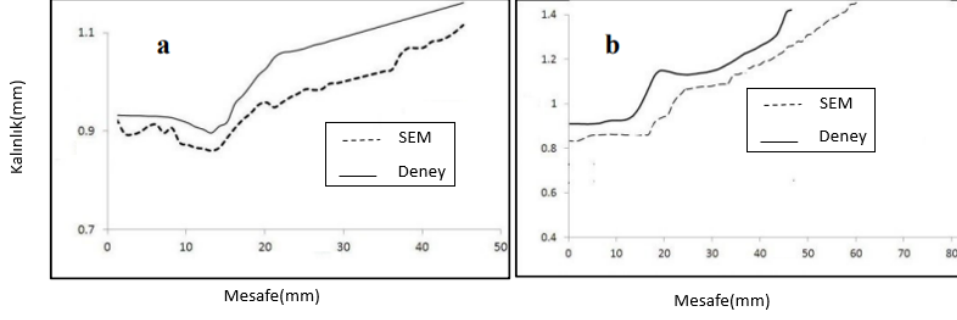 a
Kalınlık(mm)
1.1
0.9
0.7
0 10 20 30 40 50
SEM
Deney
Mesafe(mm)
b
1.4
1.2
1
0.8
0.6
0.4
0 10 20 30 40 50 60 70 80
SEM
Deney
Mesafe(mm)